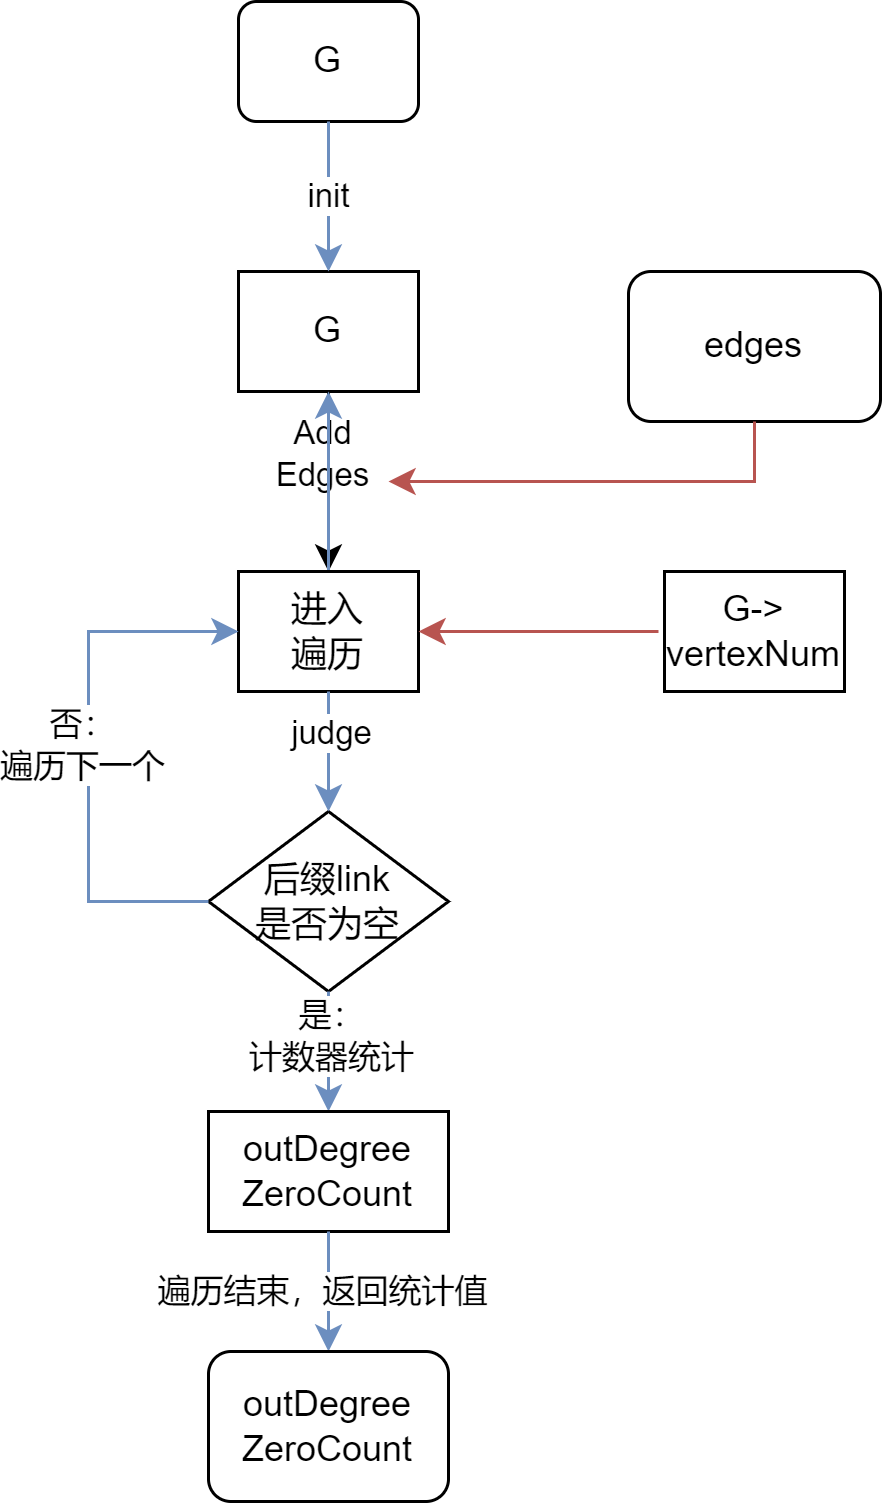 G
init
G
edges
Add
Edges
进入
遍历
G->
vertexNum
judge
否：
遍历下一个
后缀link
是否为空
是：
计数器统计
outDegree
ZeroCount
遍历结束，返回统计值
outDegree
ZeroCount